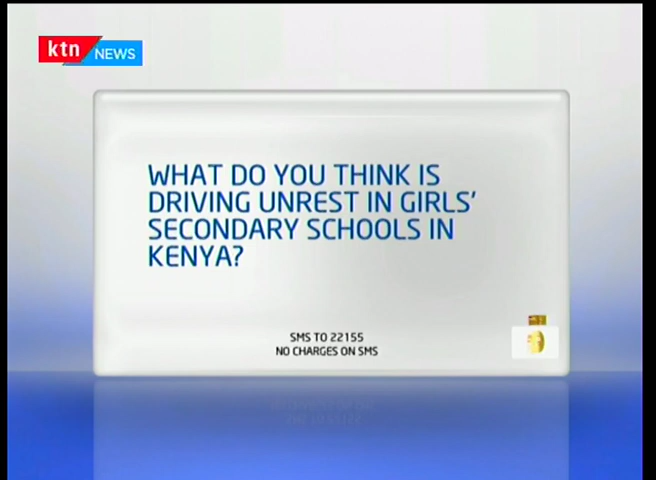 ktn NEWS
WHAT DO YOU THINK IS
DRIVING UNREST IN GIRLS'
SECONDARY SCHOOLS IN
KENYA?
SMS TO 22155
NO CHARGES ON SMS